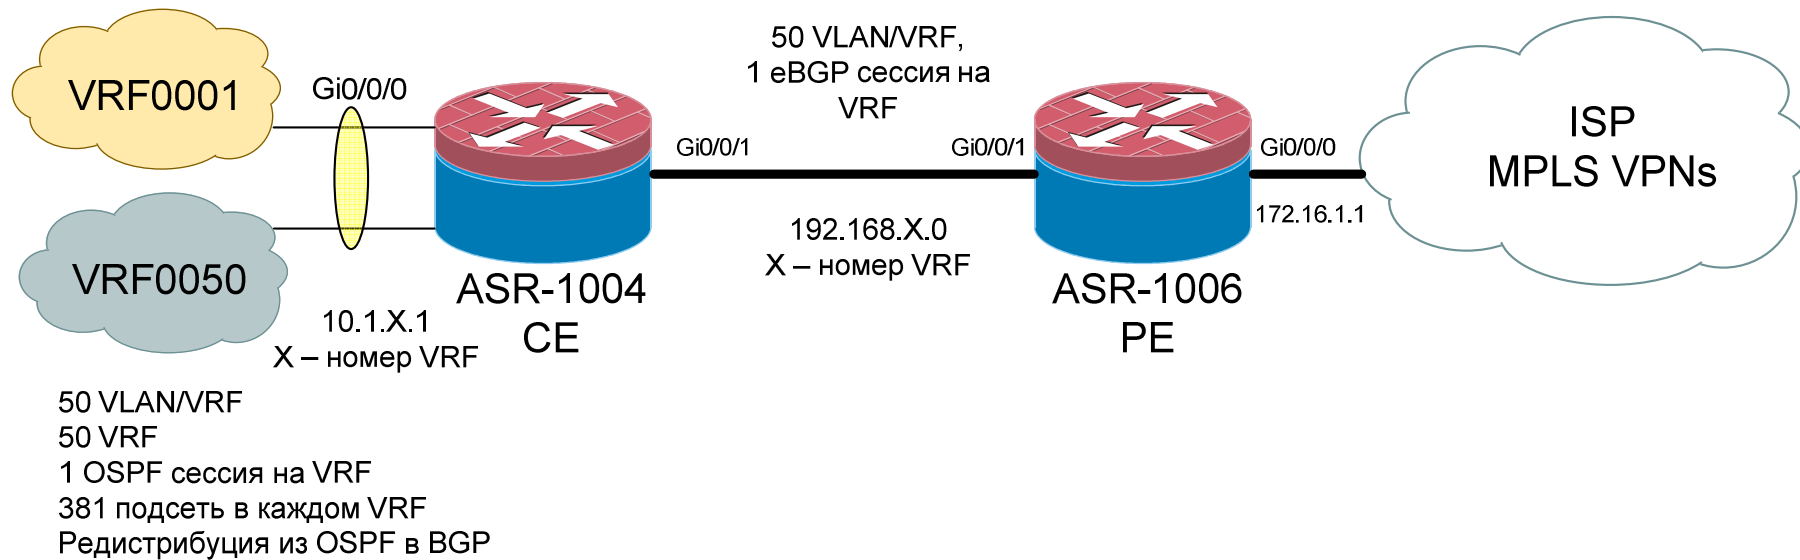 VRF0001
Gi0/0/0
VRF0050
10.1.X.1
X – номер VRF
50 VLAN/VRF
50 VRF
1 OSPF сессия на VRF
381 подсеть в каждом VRF
Редистрибуция из OSPF в BGP
ASR-1004
CE
Gi0/0/1
50 VLAN/VRF,
1 eBGP сессия на
VRF
192.168.X.0
X – номер VRF
Gi0/0/1
ASR-1006
PE
Gi0/0/0
172.16.1.1
ISP
MPLS VPNs